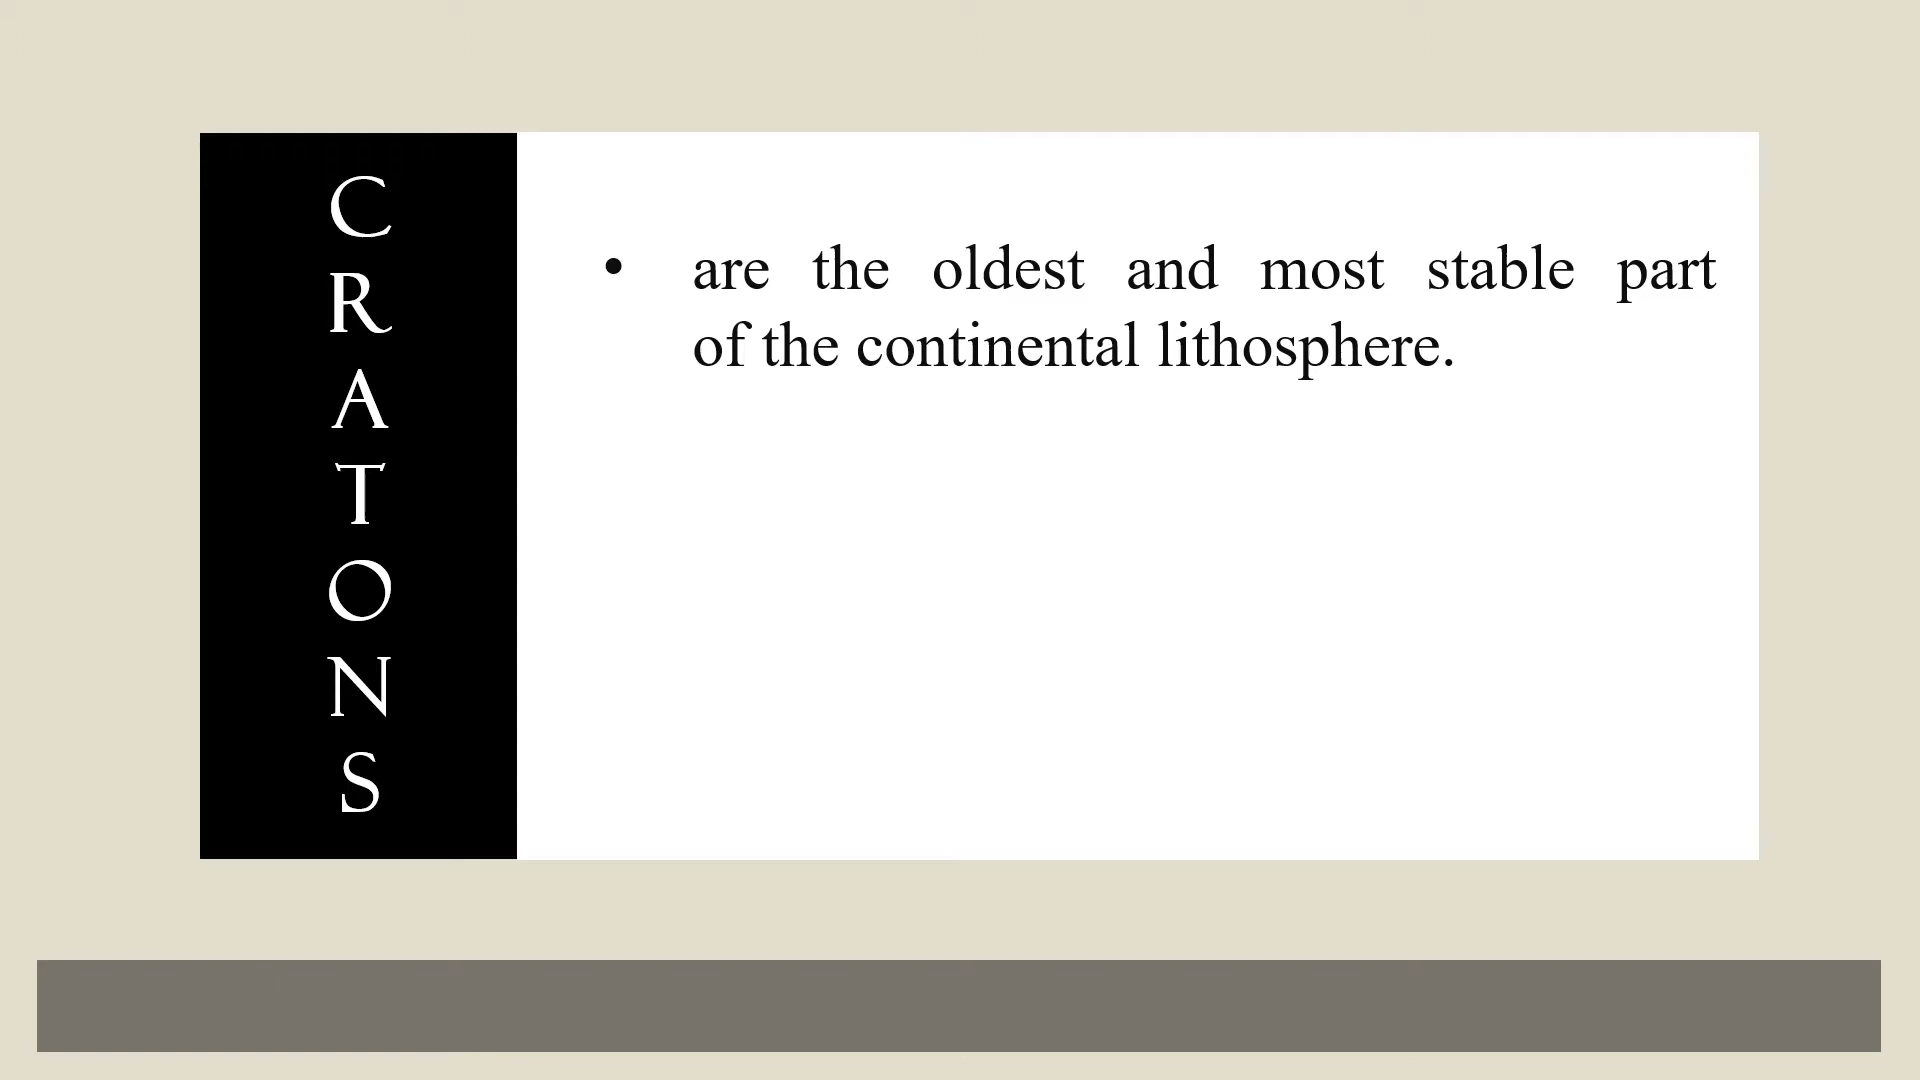 C
R
A
T
O
N
S
• are the oldest and most stable part
of the continental lithosphere.